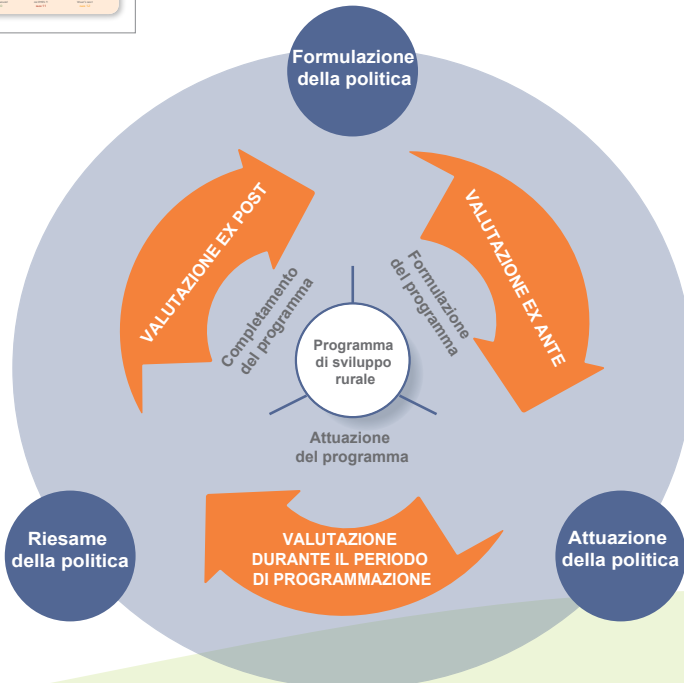 Formulazione
della politica
VALUTAZIONE EX POST
VALUTAZIONE EX ANTE
Completamento
del programma
Formulazione
del programma
Programma
di sviluppo
rurale
Attuazione
del programma
Riesame
della politica
VALUTAZIONE
DURANTE IL PERIODO
DI PROGRAMMAZIONE
Attuazione
della politica